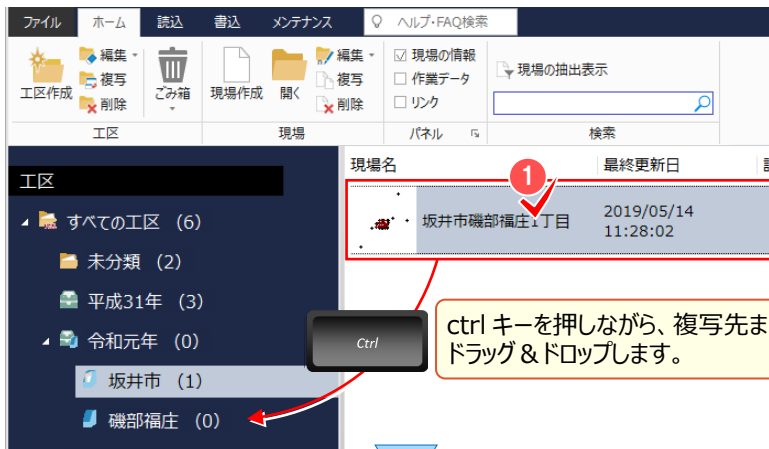 ファイル ホーム 読込 書込 メンテナンス ヘルプ･FAQ検索
工区作成 編集 複写 削除 ごみ箱 現場作成 開く 編集 複写 削除 現場の情報 作業データ リンク 現場の抽出表示
工区 現場 パネル 検索
工区
すべての工区 (6)
未分類 (2)
平成31年 (3)
令和元年 (0)
坂井市 (1)
磯部福庄 (0)
現場名 最終更新日
1
坂井市磯部福庄1丁目 2019/05/14
11:28:02
Ctrl
ctrl キーを押しながら、複写先ま
ドラッグ＆ドロップします。